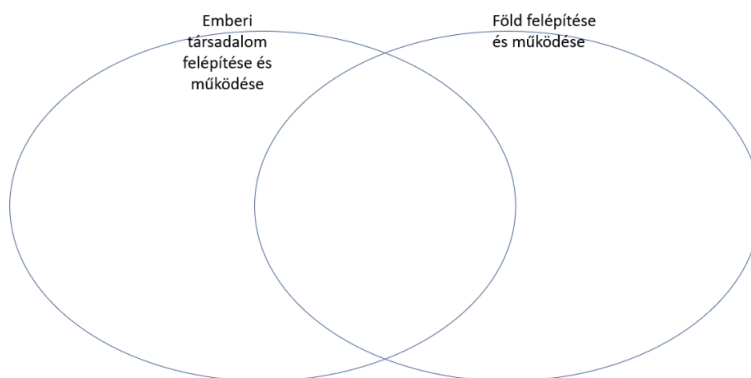 Emberi
társadalom
felépítése és
működése
Föld felépítése
és működése